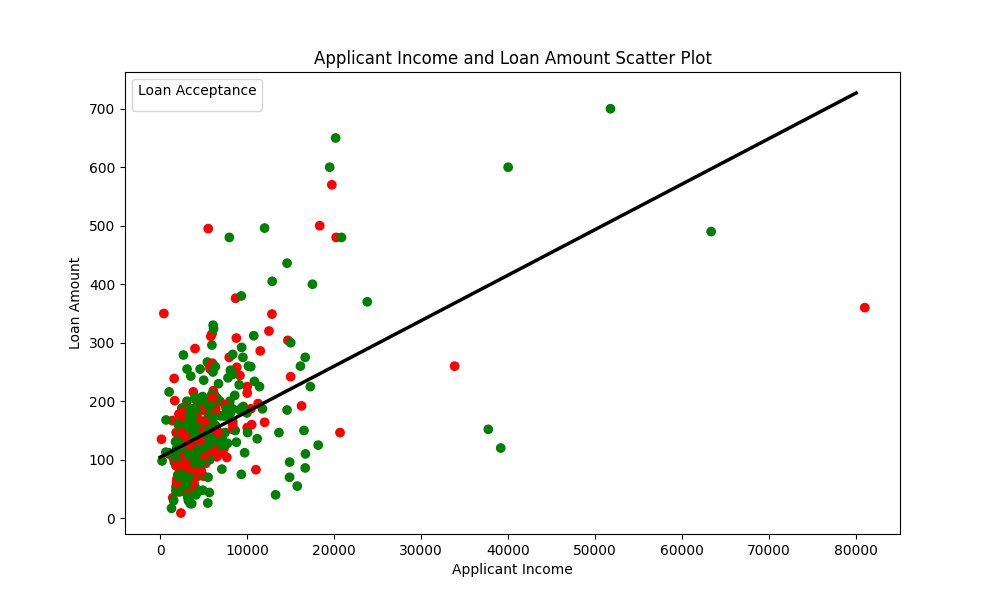 Applicant Income and Loan Amount Scatter Plot
Loan Acceptance
700
600
500
400
300
200
100
0
Loan Amount
0 10000 20000 30000 40000 50000 60000 70000 80000
Applicant Income